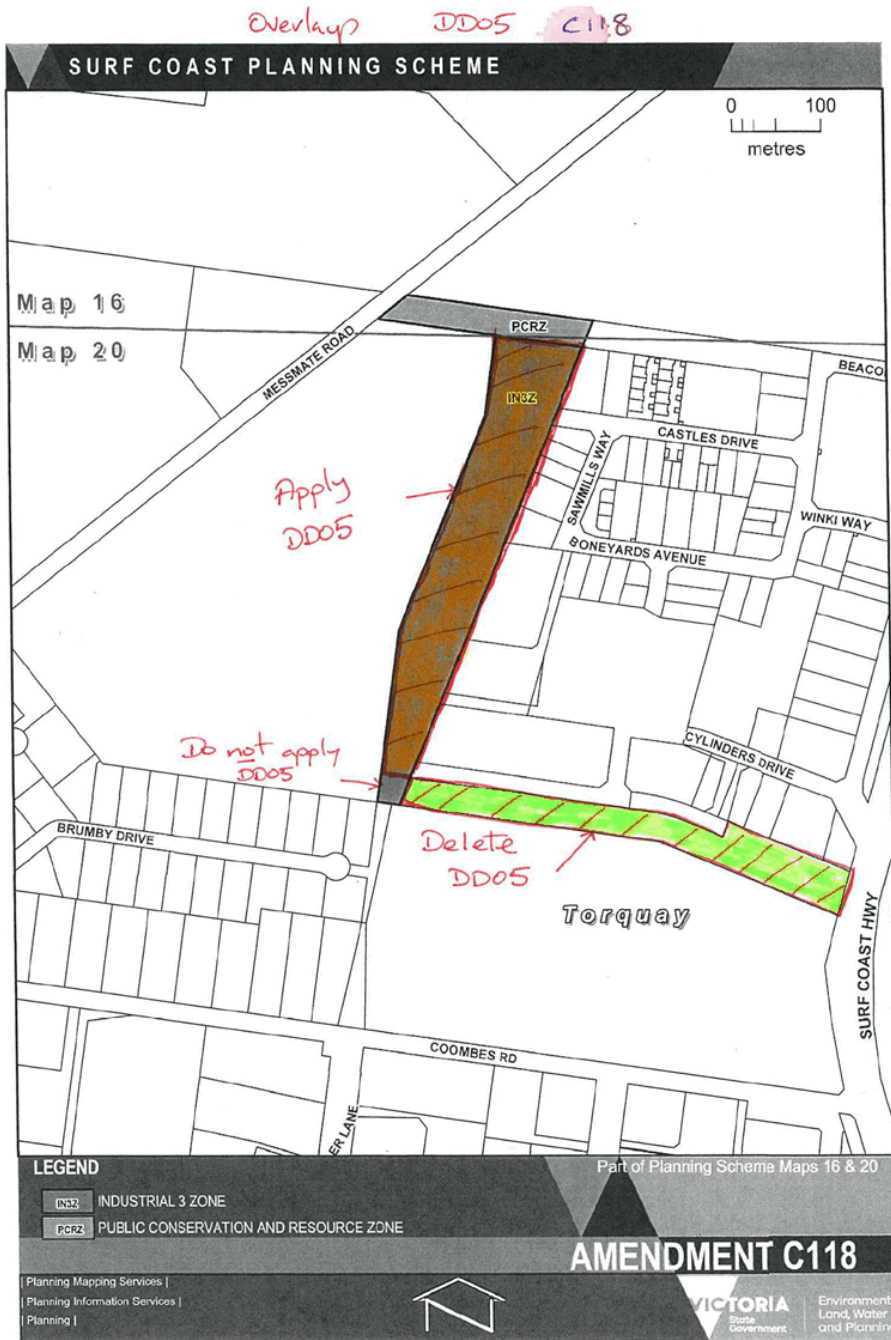 Overlays DDO5 C118
SURF COAST PLANNING SCHEME
0 100
metres
Map 16
Map 20
MESSMATE ROAD
PCRZ
IN3Z
BEACO
CASTLES DRIVE
SAWMILLS WAY
WINKI WAY
BONEYARDS AVENUE
Apply
DDO5
CYLINDERS DRIVE
Do not apply
DDO5
BRUMBY DRIVE
Delete
DDO5
Torquay
SURF COAST HWY
COOMBES RD
ER LANE
LEGEND
Part of Planning Scheme Maps 16 & 20
IN3Z INDUSTRIAL 3 ZONE
PCRZ PUBLIC CONSERVATION AND RESOURCE ZONE
AMENDMENT C118
| Planning Mapping Services |
| Planning Information Services |
| Planning |
VICTORIA
State
Government
Environment
Land, Water
and Planning